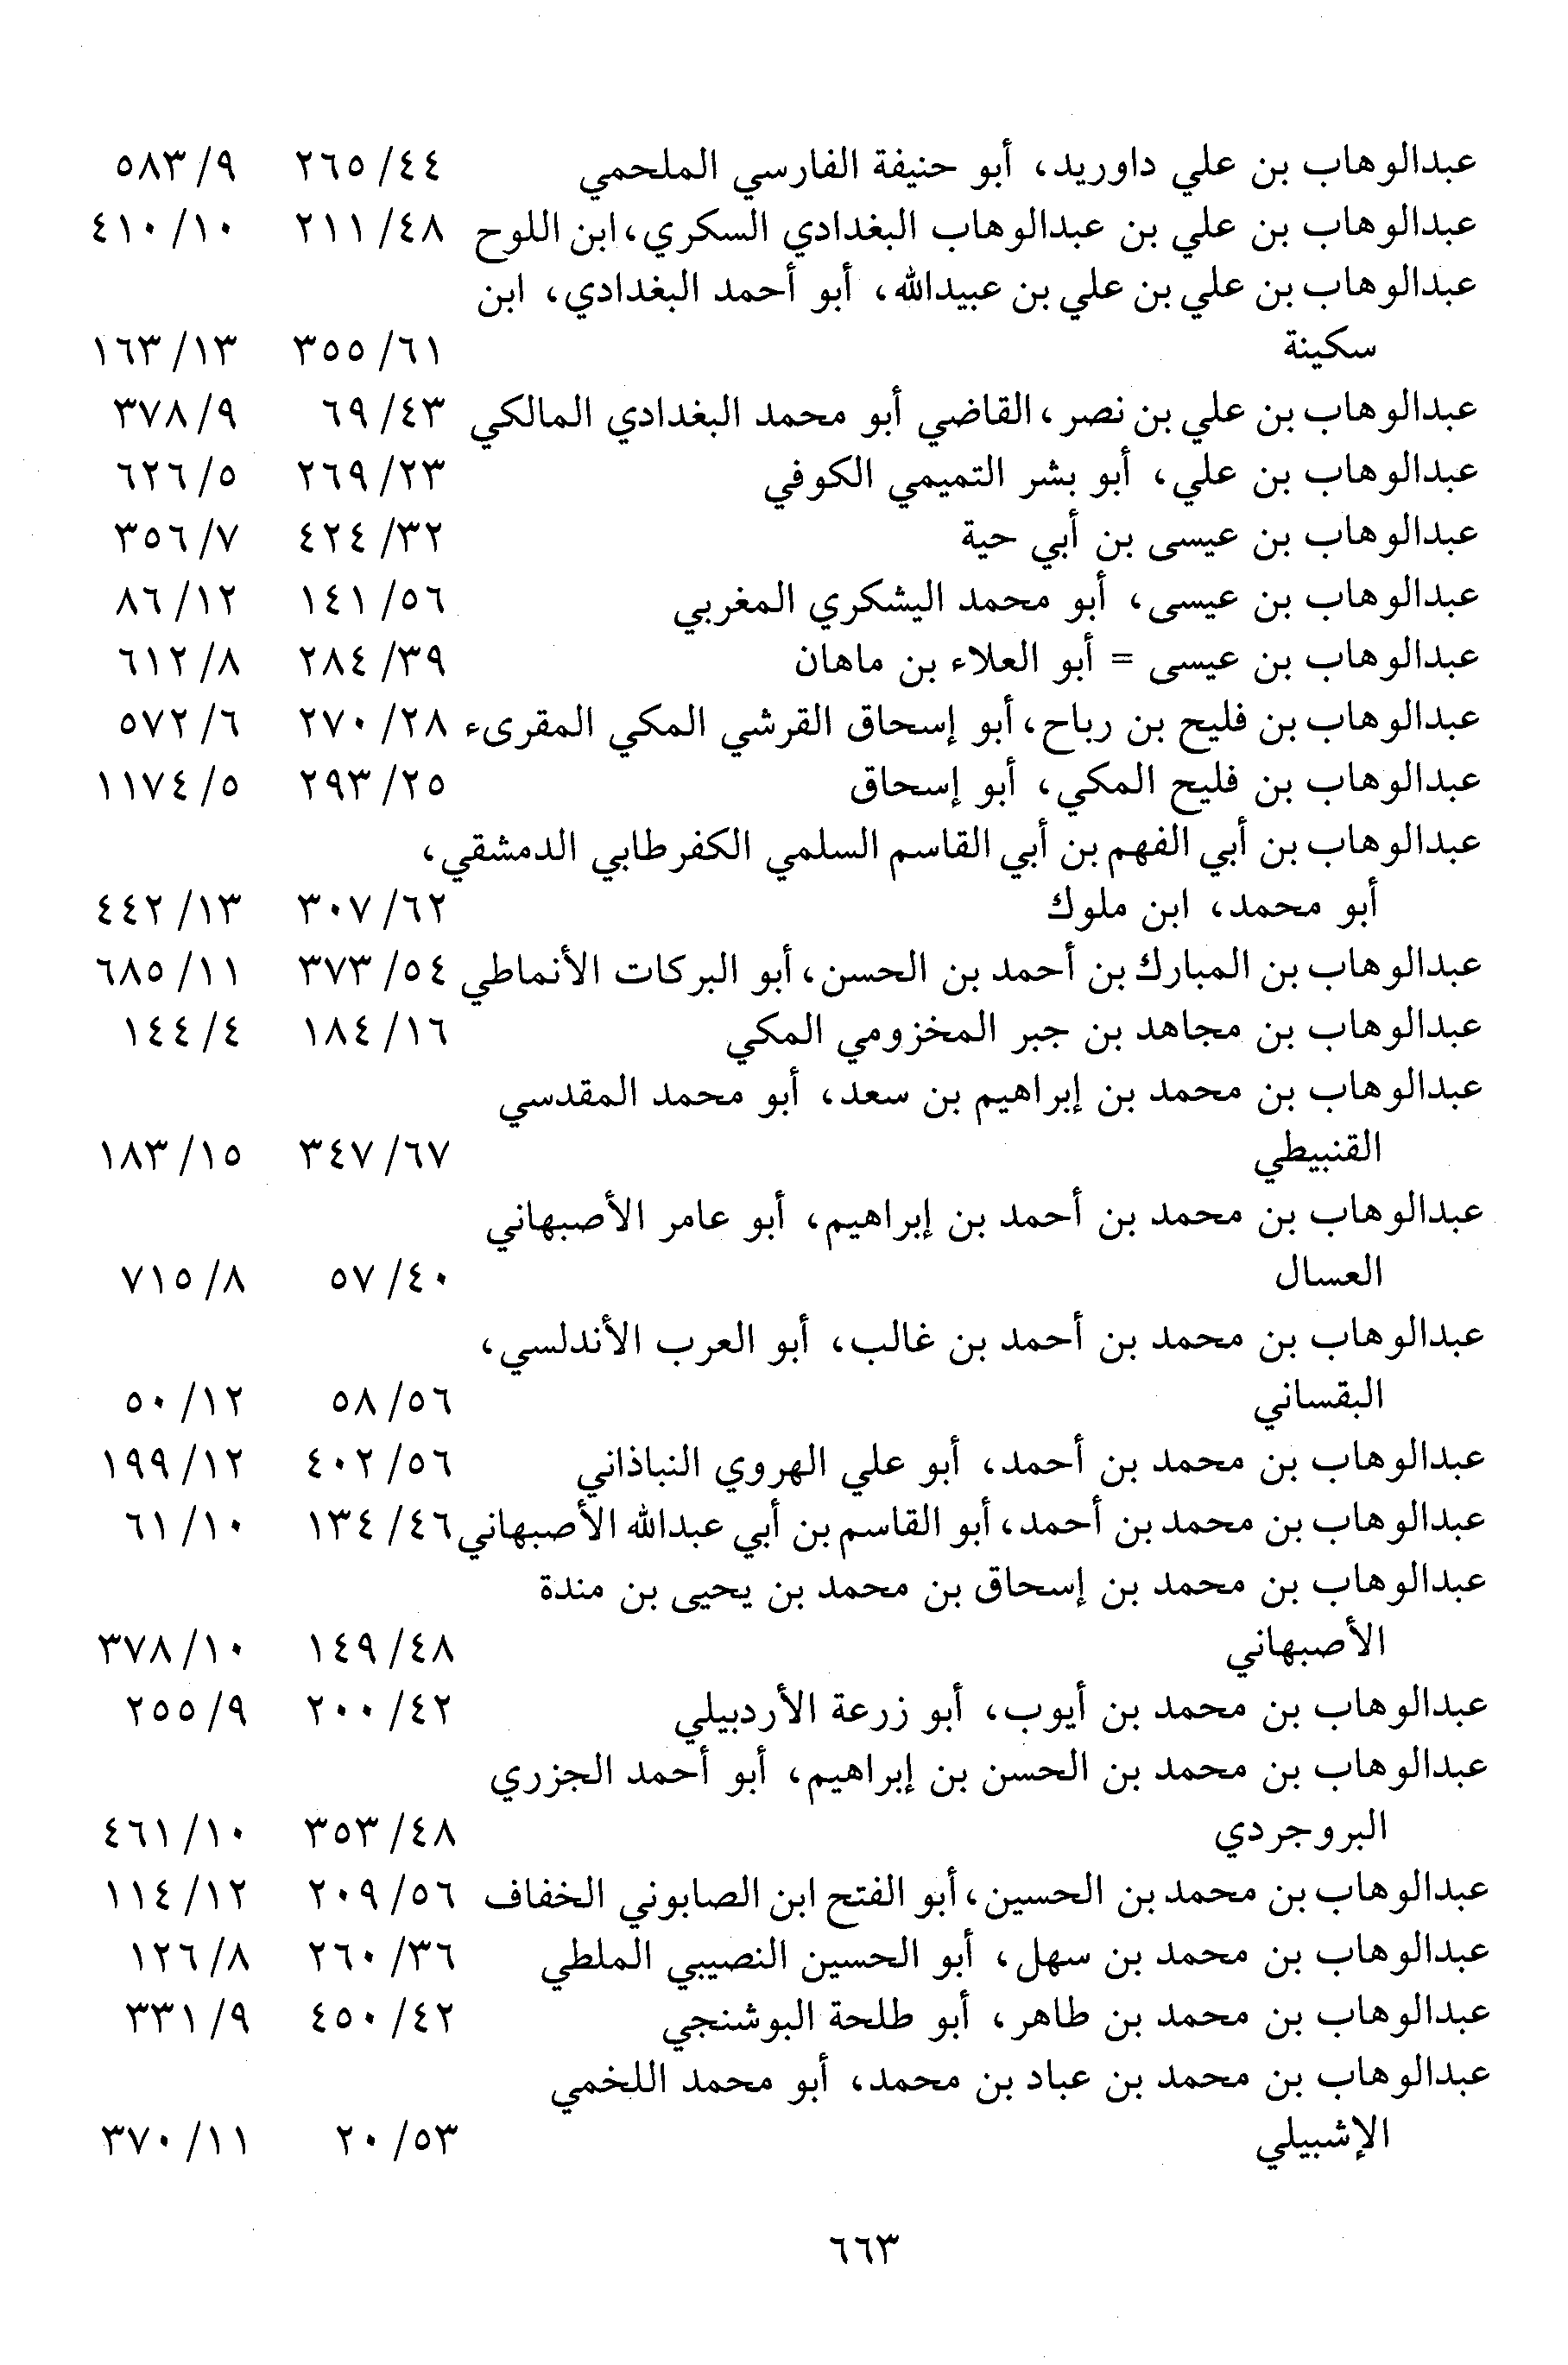 عبدالوهاب بن علي داوريد، أبو حنيفة الفارسي الملحمي ٤٤/ ٢٦٥ ٩/ ٥٨٣
عبدالوهاب بن علي بن عبدالوهاب البغدادي السكري، ابن اللوح ٤٨/ ٢١١ ١٠/ ٤١٠
عبدالوهاب بن علي بن علي بن عبيدالله، أبو أحمد البغدادي، ابن
سكينة ٦١/ ٣٥٥ ١٣/ ١٦٣
عبدالوهاب بن علي بن نصر، القاضي أبو محمد البغدادي المالكي ٤٣/ ٦٩ ٩/ ٣٧٨
عبدالوهاب بن علي، أبو بشر التميمي الكوفي ٢٣/ ٢٦٩ ٥/ ٦٢٦
عبدالوهاب بن عيسى بن أبي حية ٣٢/ ٤٢٤ ٧/ ٣٥٦
عبدالوهاب بن عيسى، أبو محمد اليشكري المغربي ٥٦/ ١٤١ ١٢/ ٨٦
عبدالوهاب بن عيسى = أبو العلاء بن ماهان ٣٩/ ٢٨٤ ٨/ ٦١٢
عبدالوهاب بن فليح بن رباح، أبو إسحاق القرشي المكي المقرىء ٢٨/ ٢٧٠ ٦/ ٥٧٢
عبدالوهاب بن فليح المكي، أبو إسحاق ٢٥/ ٢٩٣ ٥/ ١١٧٤
عبدالوهاب بن أبي الفهم بن أبي القاسم السلمي الكفرطابي الدمشقي،
أبو محمد، ابن ملوك ٦٢/ ٣٠٧ ١٣/ ٤٤٢
عبدالوهاب بن المبارك بن أحمد بن الحسن، أبو البركات الأنماطي ٥٤/ ٣٧٣ ١١/ ٦٨٥
عبدالوهاب بن مجاهد بن جبر المخزومي المكي ١٦/ ١٨٤ ٤/ ١٤٤
عبدالوهاب بن محمد بن إبراهيم بن سعد، أبو محمد المقدسي
القنبيطي ٦٧/ ٣٤٧ ١٥/ ١٨٣
عبدالوهاب بن محمد بن أحمد بن إبراهيم، أبو عامر الأصبهاني
العسال ٤٠/ ٥٧ ٨/ ٧١٥
عبدالوهاب بن محمد بن أحمد بن غالب، أبو العرب الأندلسي،
البقساني ٥٦/ ٥٨ ١٢/ ٥٠
عبدالوهاب بن محمد بن أحمد، أبو علي الهروي النباذاني ٥٦/ ٤٠٢ ١٢/ ١٩٩
عبدالوهاب بن محمد بن أحمد، أبو القاسم بن أبي عبدالله الأصبهاني ٤٦/ ١٣٤ ١٠/ ٦١
عبدالوهاب بن محمد بن إسحاق بن محمد بن يحيى بن مندة
الأصبهاني ٤٨/ ١٤٩ ١٠/ ٣٧٨
عبدالوهاب بن محمد بن أيوب، أبو زرعة الأردبيلي ٤٢/ ٢٠٠ ٩/ ٢٥٥
عبدالوهاب بن محمد بن الحسن بن إبراهيم، أبو أحمد الجزري
البروجردي ٤٨/ ٣٥٣ ١٠/ ٤٦١
عبدالوهاب بن محمد بن الحسين، أبو الفتح ابن الصابوني الخفاف ٥٦/ ٢٠٩ ١٢/ ١١٤
عبدالوهاب بن محمد بن سهل، أبو الحسين النصيبي الملطي ٣٦/ ٢٦٠ ٨/ ١٢٦
عبدالوهاب بن محمد بن طاهر، أبو طلحة البوشنجي ٤٢/ ٤٥٠ ٩/ ٣٣١
عبدالوهاب بن محمد بن عباد بن محمد، أبو محمد اللخمي
الإشبيلي ٥٣/ ٢٠ ١١/ ٣٧٠
٦٦٣